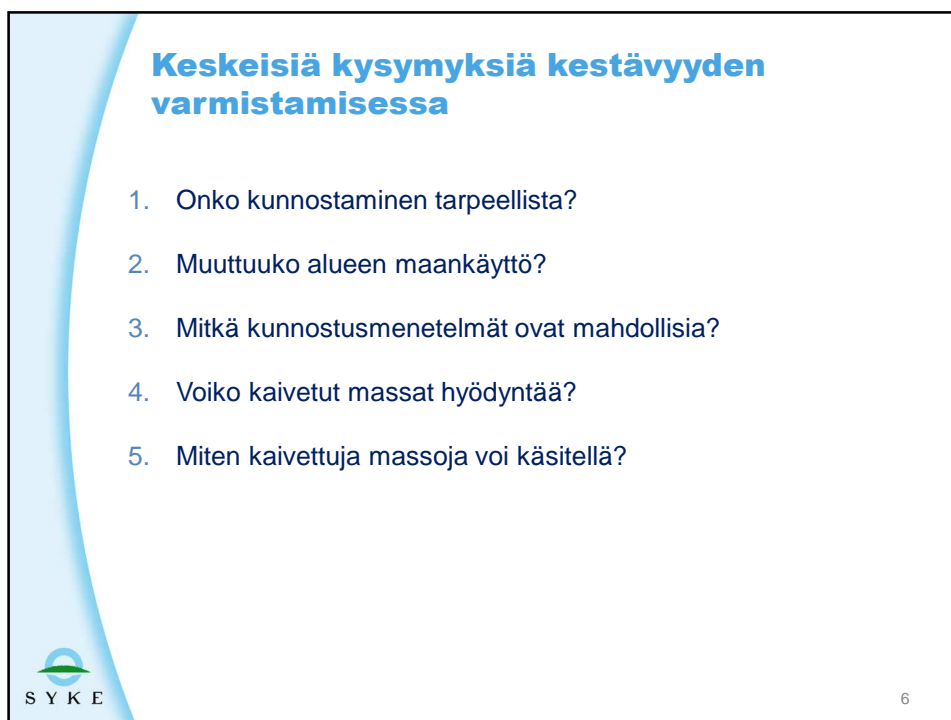 Keskeisiä kysymyksiä kestävyyden
varmistamisessa
1. Onko kunnostaminen tarpeellista?
2. Muuttuuko alueen maankäyttö?
3. Mitkä kunnostusmenetelmät ovat mahdollisia?
4. Voiko kaivetut massat hyödyntää?
5. Miten kaivettuja massoja voi käsitellä?
SYKE
6